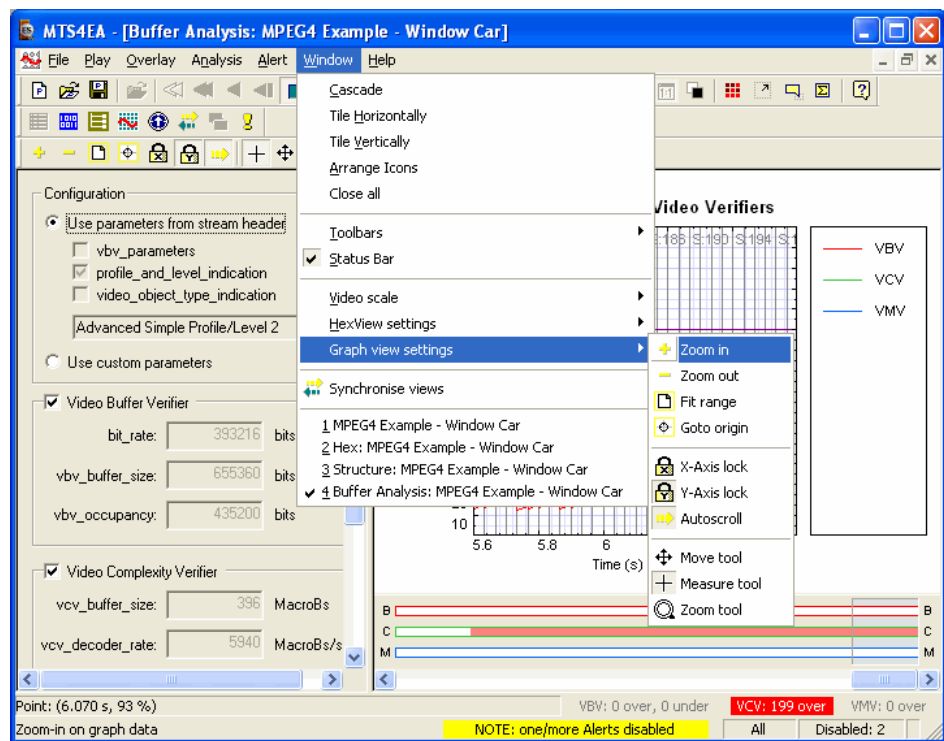 MTS4EA - [Buffer Analysis: MPEG4 Example - Window Car]
File Play Overlay Analysis Alert Window Help
Cascade
Tile Horizontally
Tile Vertically
Arrange Icons
Close all
Toolbars
Status Bar
Video scale
HexView settings
Graph view settings
Synchronise views
1 MPEG4 Example - Window Car
2 Hex: MPEG4 Example - Window Car
3 Structure: MPEG4 Example - Window Car
4 Buffer Analysis: MPEG4 Example - Window Car
Zoom in
Zoom out
Fit range
Goto origin
X-Axis lock
Y-Axis lock
Autoscroll
Move tool
Measure tool
Zoom tool
Configuration
Use parameters from stream header
vbv_parameters
profile_and_level_indication
video_object_type_indication
Advanced Simple Profile/Level 2
Use custom parameters
Video Buffer Verifier
bit_rate: 393216 bits
vbv_buffer_size: 655360 bits
vbv_occupancy: 435200 bits
Video Complexity Verifier
vcv_buffer_size: 396 MacroBs
vcv_decoder_rate: 5940 MacroBs/s
Video Verifiers
S:190 S:194
VBV
VCV
VMV
10
5.6 5.8 6
Time (s)
B B
C C
M M
Point: (6.070 s, 93 %) VBV: 0 over, 0 under VCV: 199 over VMV: 0 over
Zoom-in on graph data NOTE: one/more Alerts disabled All Disabled: 2